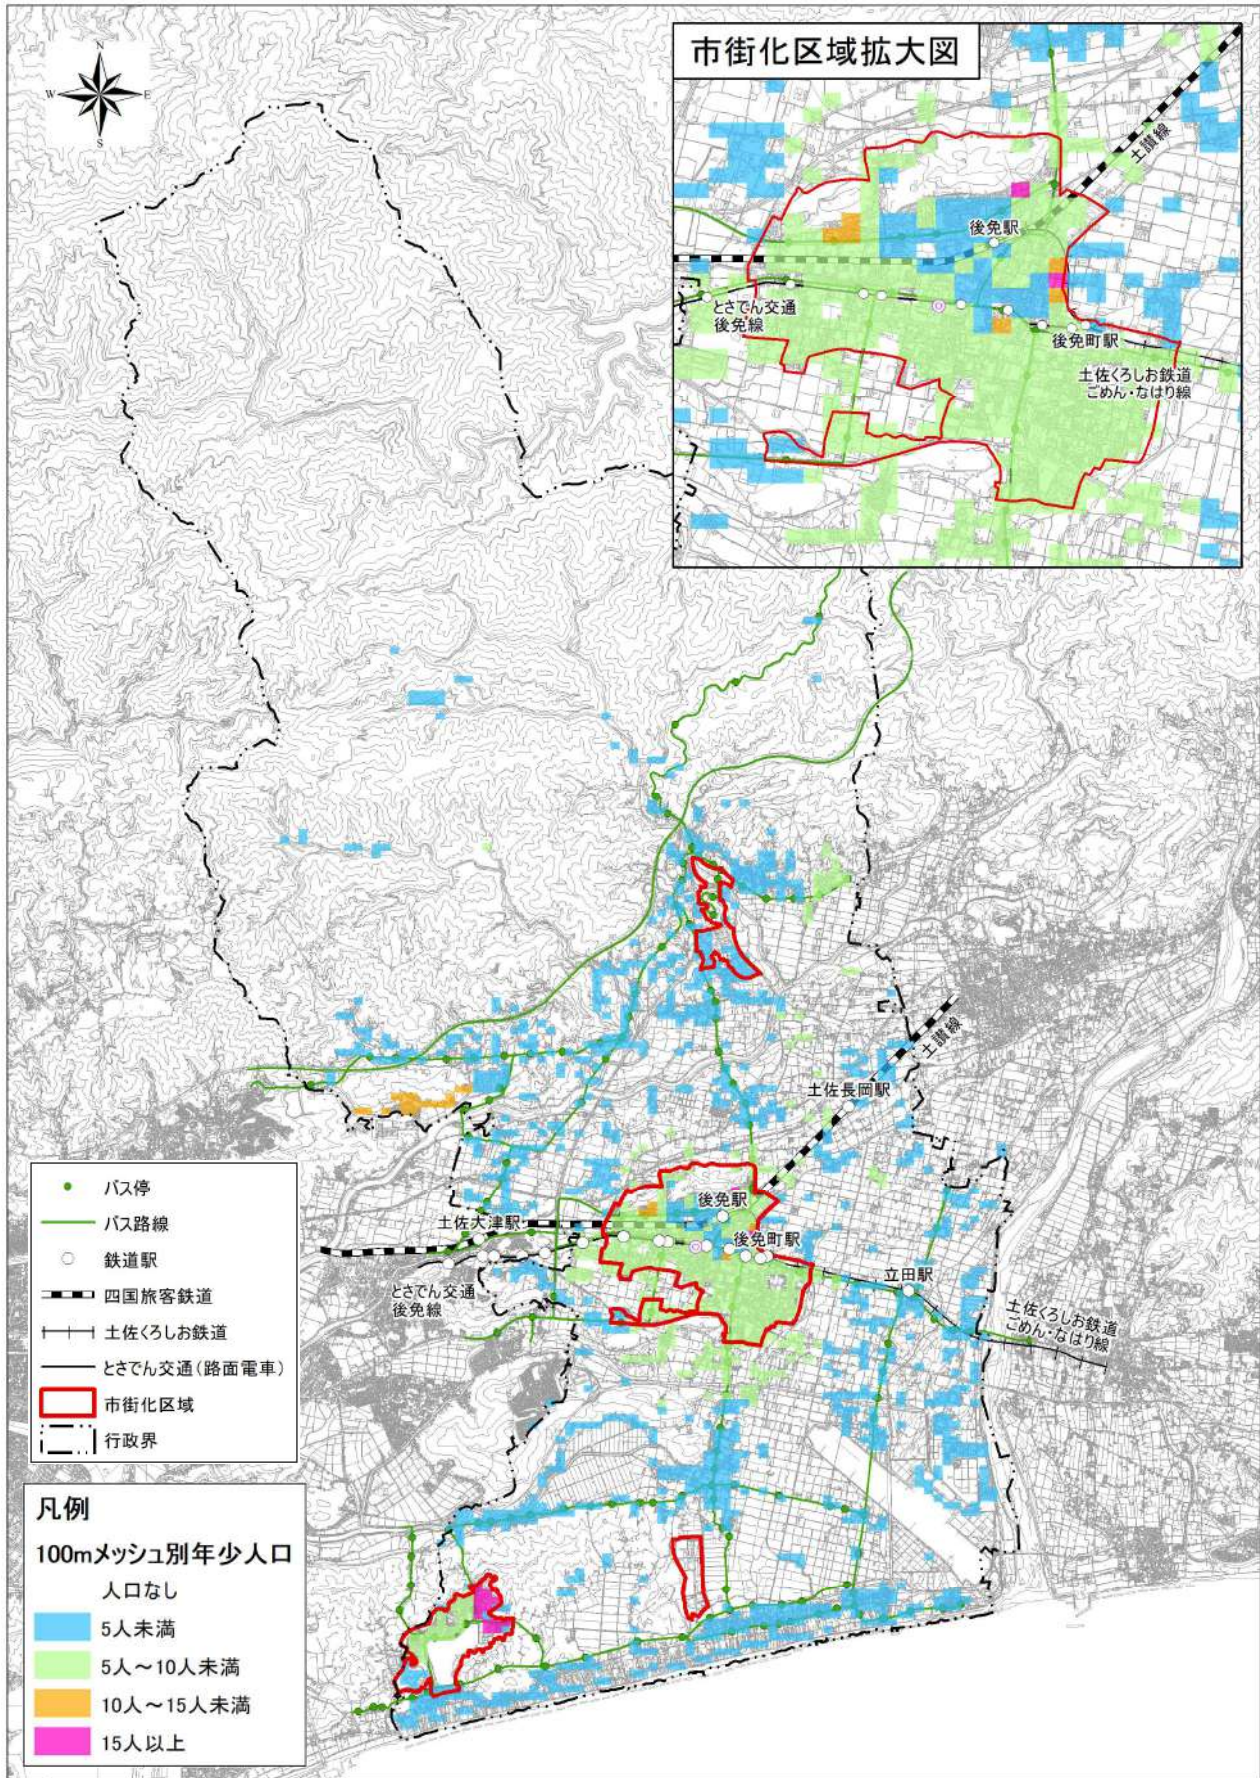 N
W
E
S
市街化区域拡大図
土讃線
後免駅
とさでん交通
後免線
後免町駅
土佐くろしお鉄道
ごめん・なはり線
土讃線
土佐長岡駅
後免駅
土佐大津駅
後免町駅
とさでん交通
後免線
立田駅
土佐くろしお鉄道
ごめん・なはり線
バス停
バス路線
鉄道駅
四国旅客鉄道
土佐くろしお鉄道
とさでん交通(路面電車)
市街化区域
行政界
凡例
100mメッシュ別年少人口
人口なし
5人未満
5人～10人未満
10人～15人未満
15人以上